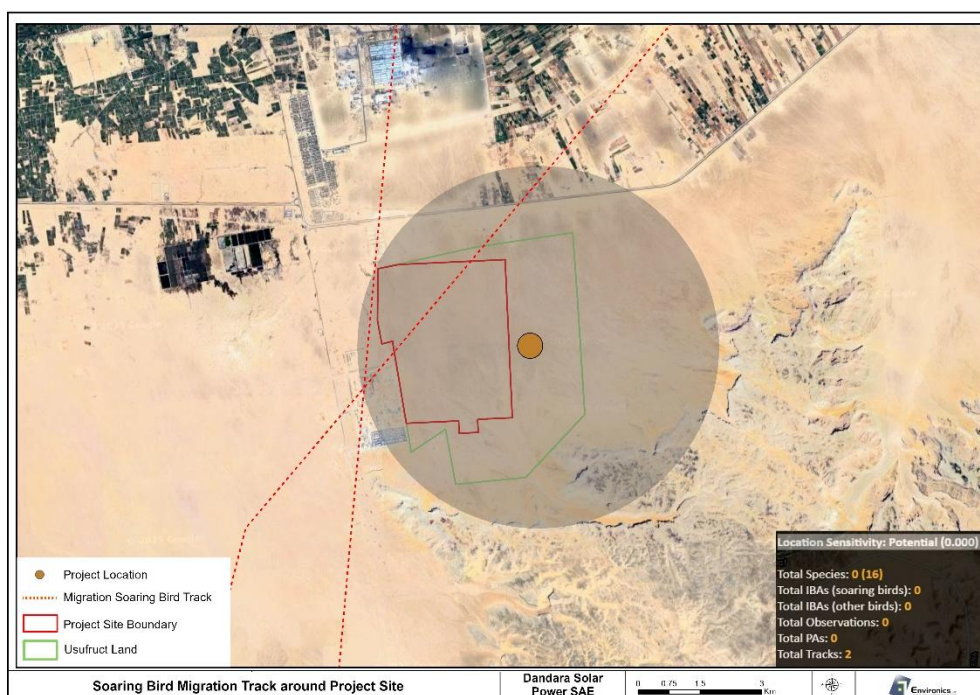 © 2025 Google
Location Sensitivity: Potential (0.000)
Total Species: 0 (16)
Total IBAs (soaring birds): 0
Total IBAs (other birds): 0
Total Observations: 0
Total PAs: 0
Total Tracks: 2
Project Location
Migration Soaring Bird Track
Project Site Boundary
Usufruct Land
Soaring Bird Migration Track around Project Site
Dandara Solar
Power SAE
0 0.75 1.5 3
Km
Environics